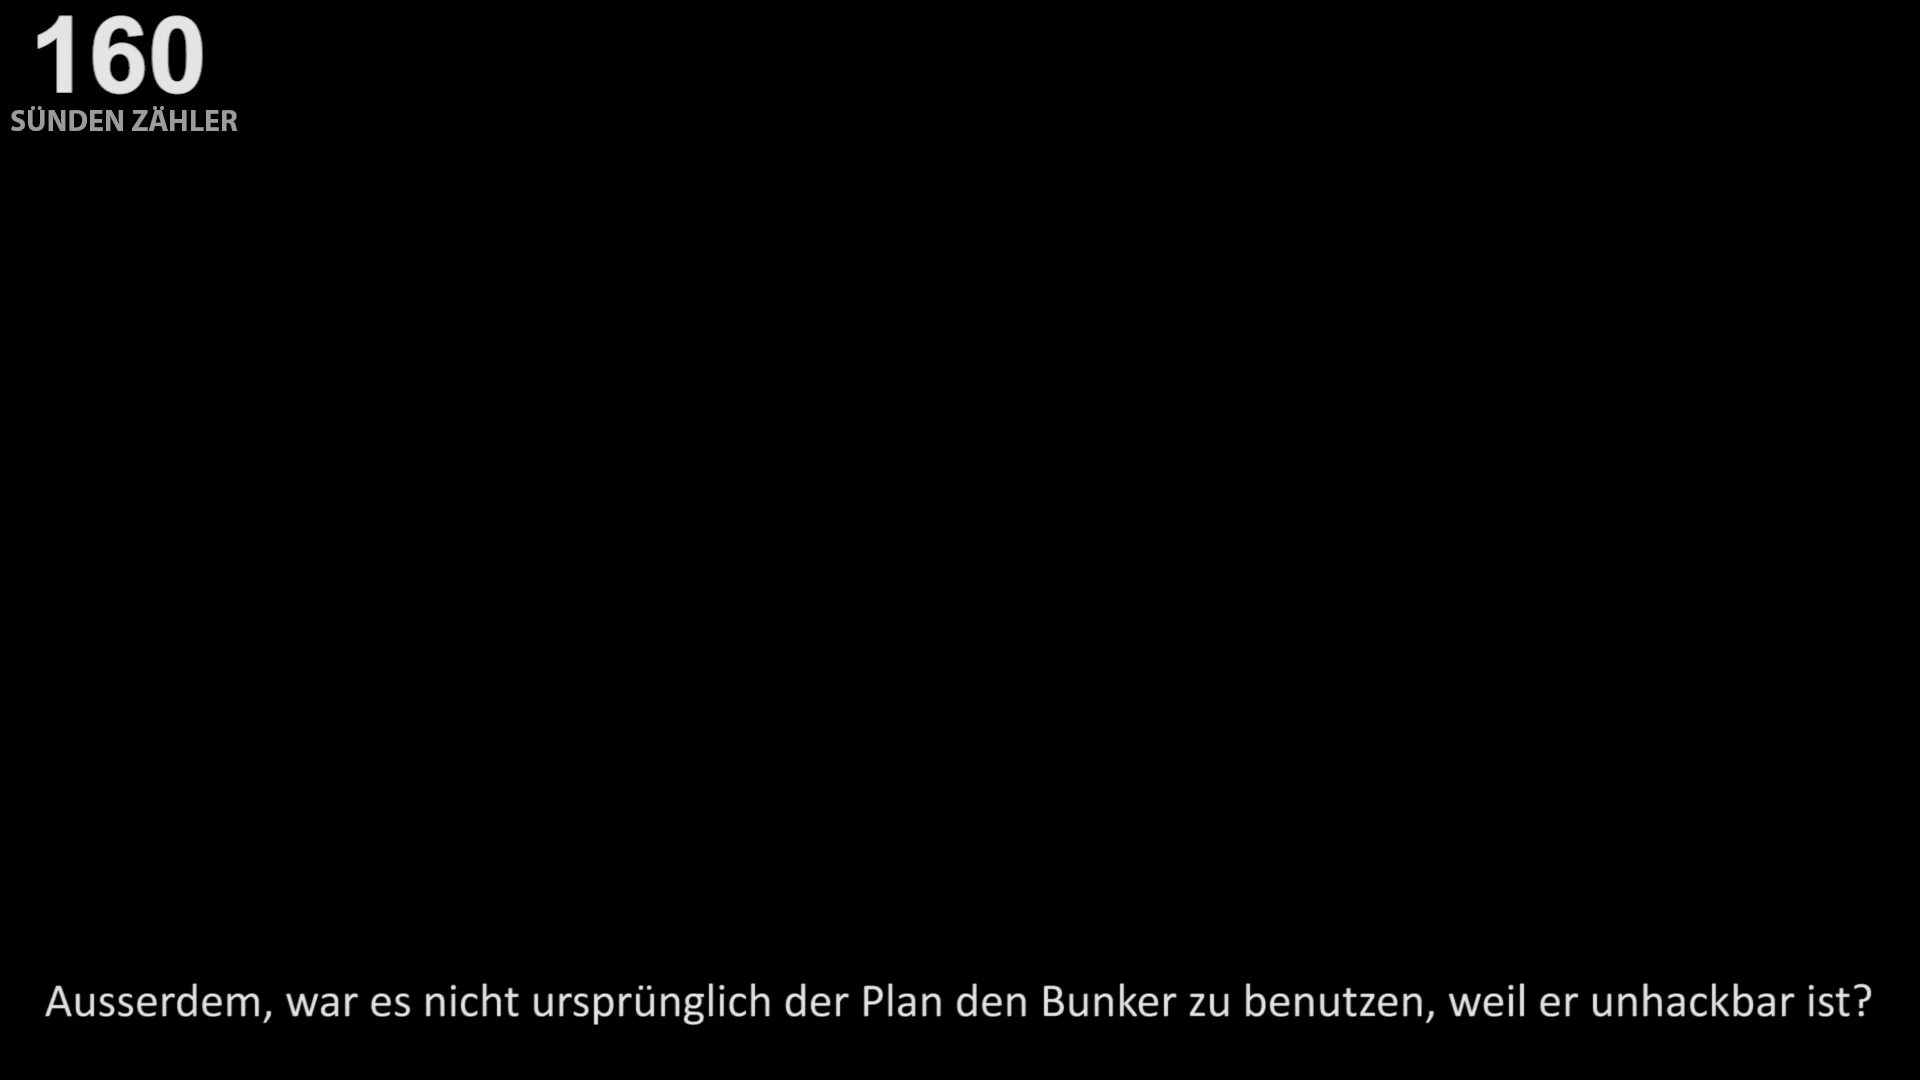 160
SÜNDEN ZÄHLER
Ausserdem, war es nicht ursprünglich der Plan den Bunker zu benutzen, weil er unhackbar ist?